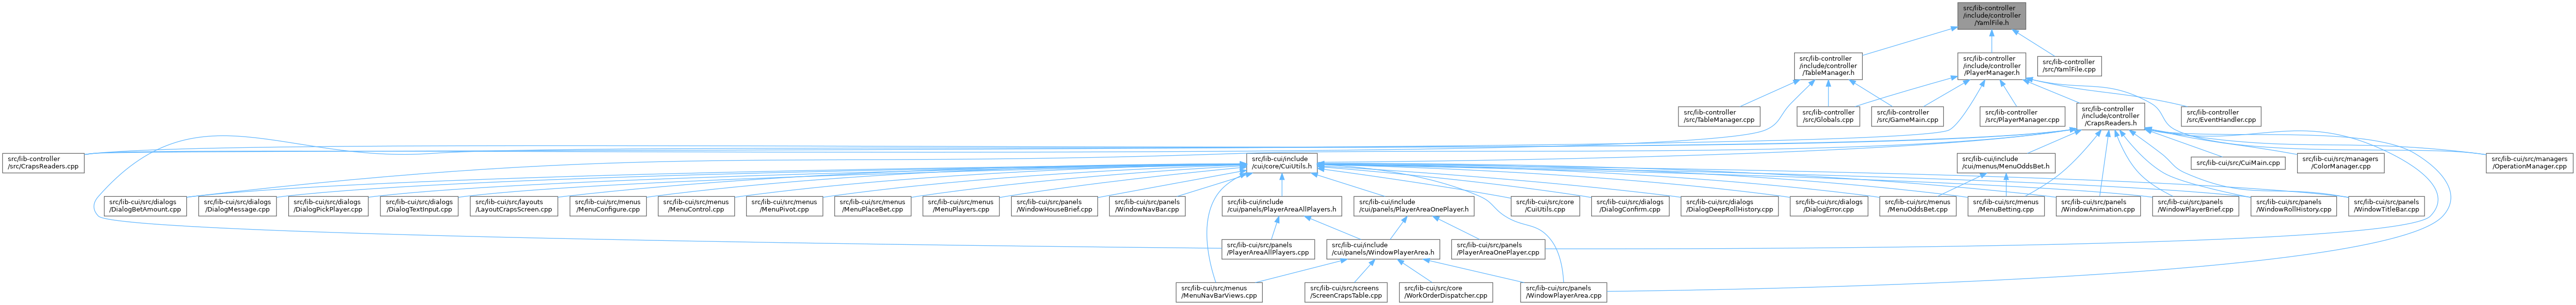 src/lib-controller
/include/controller
/YamlFile.h
src/lib-controller
/include/controller
/TableManager.h
src/lib-controller
/include/controller
/PlayerManager.h
src/lib-controller
/src/YamlFile.cpp
src/lib-controller
/src/TableManager.cpp
src/lib-controller
/src/Globals.cpp
src/lib-controller
/src/GameMain.cpp
src/lib-controller
/src/PlayerManager.cpp
src/lib-controller
/include/controller
/CrapsReaders.h
src/lib-controller
/src/EventHandler.cpp
src/lib-controller
/src/CrapsReaders.cpp
src/lib-cui/include
/cui/core/CuiUtils.h
src/lib-cui/include
/cui/menus/MenuOddsBet.h
src/lib-cui/src/CuiMain.cpp
src/lib-cui/src/managers
/ColorManager.cpp
src/lib-cui/src/managers
/OperationManager.cpp
src/lib-cui/src/dialogs
/DialogBetAmount.cpp
src/lib-cui/src/dialogs
/DialogMessage.cpp
src/lib-cui/src/dialogs
/DialogPickPlayer.cpp
src/lib-cui/src/dialogs
/DialogTextInput.cpp
src/lib-cui/src/layouts
/LayoutCrapsScreen.cpp
src/lib-cui/src/menus
/MenuConfigure.cpp
src/lib-cui/src/menus
/MenuControl.cpp
src/lib-cui/src/menus
/MenuPivot.cpp
src/lib-cui/src/menus
/MenuPlaceBet.cpp
src/lib-cui/src/menus
/MenuPlayers.cpp
src/lib-cui/src/panels
/WindowHouseBrief.cpp
src/lib-cui/src/panels
/WindowNavBar.cpp
src/lib-cui/include
/cui/panels/PlayerAreaAllPlayers.h
src/lib-cui/include
/cui/panels/PlayerAreaOnePlayer.h
src/lib-cui/src/core
/CuiUtils.cpp
src/lib-cui/src/dialogs
/DialogConfirm.cpp
src/lib-cui/src/dialogs
/DialogDeepRollHistory.cpp
src/lib-cui/src/dialogs
/DialogError.cpp
src/lib-cui/src/menus
/MenuOddsBet.cpp
src/lib-cui/src/menus
/MenuBetting.cpp
src/lib-cui/src/panels
/WindowAnimation.cpp
src/lib-cui/src/panels
/WindowPlayerBrief.cpp
src/lib-cui/src/panels
/WindowRollHistory.cpp
src/lib-cui/src/panels
/WindowTitleBar.cpp
src/lib-cui/src/panels
/PlayerAreaAllPlayers.cpp
src/lib-cui/include
/cui/panels/WindowPlayerArea.h
src/lib-cui/src/panels
/PlayerAreaOnePlayer.cpp
src/lib-cui/src/menus
/MenuNavBarViews.cpp
src/lib-cui/src/screens
/ScreenCrapsTable.cpp
src/lib-cui/src/core
/WorkOrderDispatcher.cpp
src/lib-cui/src/panels
/WindowPlayerArea.cpp